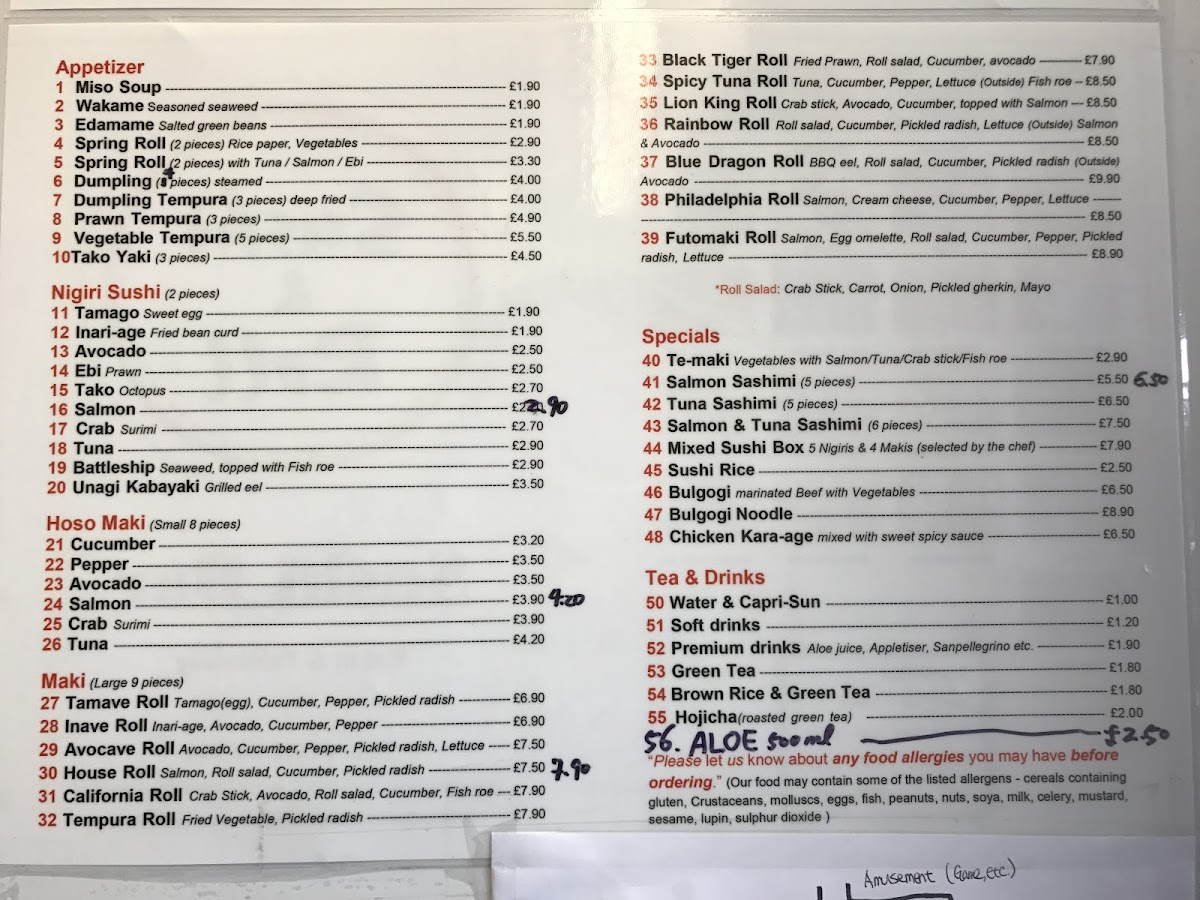 Appetizer
1 Miso Soup £1.90
2 Wakame Seasoned seaweed £1.90
3 Edamame Salted green beans £1.90
4 Spring Roll (2 pieces) Rice paper, Vegetables £2.90
5 Spring Roll (2 pieces) with Tuna / Salmon / Ebi £3.30
6 Dumpling (4 pieces) steamed £4.00
7 Dumpling Tempura (3 pieces) deep fried £4.00
8 Prawn Tempura (3 pieces) £4.90
9 Vegetable Tempura (5 pieces) £5.50
10 Tako Yaki (3 pieces) £4.50
Nigiri Sushi (2 pieces)
11 Tamago Sweet egg £1.90
12 Inari-age Fried bean curd £1.90
13 Avocado £2.50
14 Ebi Prawn £2.50
15 Tako Octopus £2.70
16 Salmon 2.90
17 Crab Surimi £2.70
18 Tuna £2.90
19 Battleship Seaweed, topped with Fish roe £2.90
20 Unagi Kabayaki Grilled eel £3.50
Hoso Maki (Small 8 pieces)
21 Cucumber £3.20
22 Pepper £3.50
23 Avocado £3.50
24 Salmon £3.90 4.20
25 Crab Surimi £3.90
26 Tuna £4.20
Maki (Large 9 pieces)
27 Tamave Roll Tamago(egg), Cucumber, Pepper, Pickled radish £6.90
28 Inave Roll Inari-age, Avocado, Cucumber, Pepper £6.90
29 Avocave Roll Avocado, Cucumber, Pepper, Pickled radish, Lettuce £7.50
30 House Roll Salmon, Roll salad, Cucumber, Pickled radish £7.50 7.90
31 California Roll Crab Stick, Avocado, Roll salad, Cucumber, Fish roe £7.90
32 Tempura Roll Fried Vegetable, Pickled radish £7.90
33 Black Tiger Roll Fried Prawn, Roll salad, Cucumber, avocado £7.90
34 Spicy Tuna Roll Tuna, Cucumber, Pepper, Lettuce (Outside) Fish roe £8.50
35 Lion King Roll Crab stick, Avocado, Cucumber, topped with Salmon £8.50
36 Rainbow Roll Roll salad, Cucumber, Pickled radish, Lettuce (Outside) Salmon
& Avocado £8.50
37 Blue Dragon Roll BBQ eel, Roll salad, Cucumber, Pickled radish (Outside)
Avocado £9.90
38 Philadelphia Roll Salmon, Cream cheese, Cucumber, Pepper, Lettuce
£8.50
39 Futomaki Roll Salmon, Egg omelette, Roll salad, Cucumber, Pepper, Pickled
radish, Lettuce £8.90
*Roll Salad: Crab Stick, Carrot, Onion, Pickled gherkin, Mayo
Specials
40 Te-maki Vegetables with Salmon/Tuna/Crab stick/Fish roe £2.90
41 Salmon Sashimi (5 pieces) £5.50 6.50
42 Tuna Sashimi (5 pieces) £6.50
43 Salmon & Tuna Sashimi (6 pieces) £7.50
44 Mixed Sushi Box 5 Nigiris & 4 Makis (selected by the chef) £7.90
45 Sushi Rice £2.50
46 Bulgogi marinated Beef with Vegetables £6.50
47 Bulgogi Noodle £8.90
48 Chicken Kara-age mixed with sweet spicy sauce £6.50
Tea & Drinks
50 Water & Capri-Sun £1.00
51 Soft drinks £1.20
52 Premium drinks Aloe juice, Appletiser, Sanpellegrino etc. £1.90
53 Green Tea £1.80
54 Brown Rice & Green Tea £1.80
55 Hojicha(roasted green tea) £2.00
56. ALOE 500ml £2.50
"Please let us know about any food allergies you may have before
ordering." (Our food may contain some of the listed allergens - cereals containing
gluten, Crustaceans, molluscs, eggs, fish, peanuts, nuts, soya, milk, celery, mustard,
sesame, lupin, sulphur dioxide )
Amusement (Game, etc.)